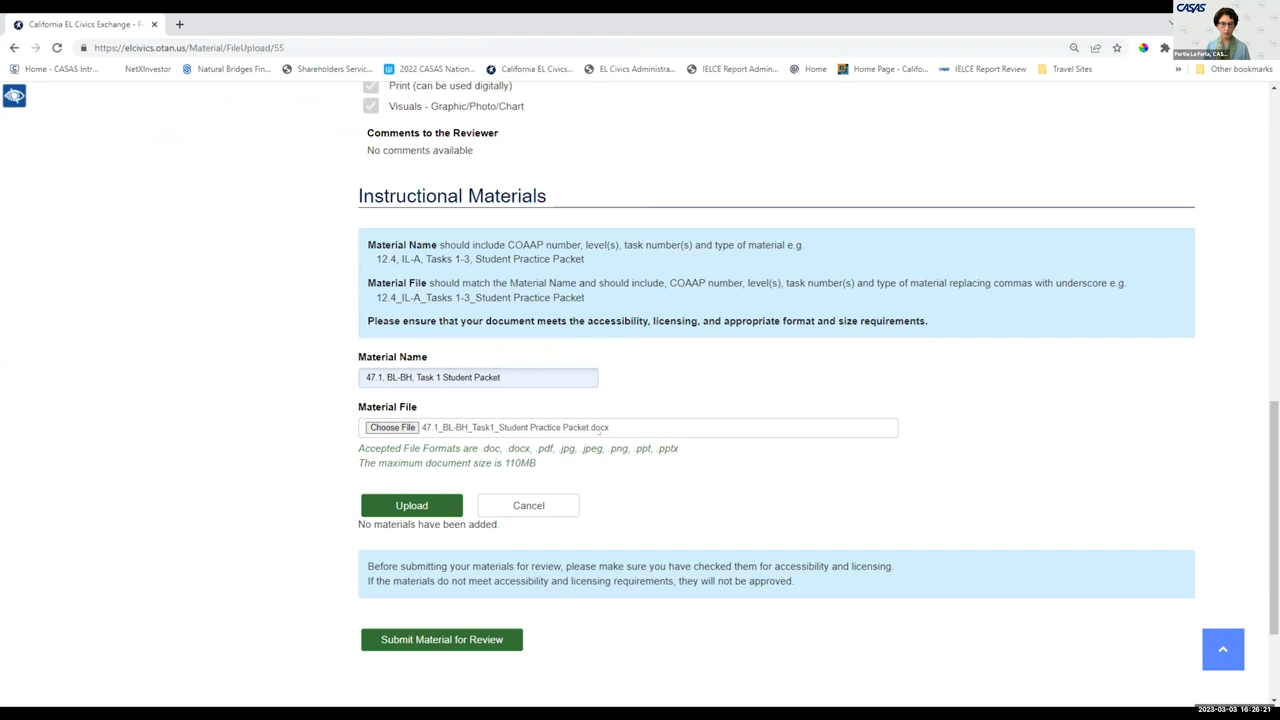 California EL Civics Exchange - F
CASAS
Portia La Ferla, CAS...
https://elcivics.otan.us/Material/FileUpload/55
Home - CASAS Intr...
NetXInvestor
Natural Bridges Fin...
Shareholders Servic...
2022 CASAS Nation...
California EL Civics...
EL Civics Administra...
IELCE Report Admin...
Home
Home Page - Califo...
IELCE Report Review
Travel Sites
»
Other bookmarks
Print (can be used digitally)
Visuals - Graphic/Photo/Chart
Comments to the Reviewer
No comments available
Instructional Materials
Material Name should include COAAP number, level(s), task number(s) and type of material e.g.
12.4, IL-A, Tasks 1-3, Student Practice Packet
Material File should match the Material Name and should include, COAAP number, level(s), task number(s) and type of material replacing commas with underscore e.g.
12.4_IL-A_Tasks 1-3_Student Practice Packet
Please ensure that your document meets the accessibility, licensing, and appropriate format and size requirements.
Material Name
47.1, BL-BH, Task 1 Student Packet
Material File
Choose File 47.1_BL-BH_Task1_Student Practice Packet.docx
Accepted File Formats are .doc, .docx, .pdf, .jpg, .jpeg, .png, .ppt, .pptx
The maximum document size is 110MB
Upload
Cancel
No materials have been added.
Before submitting your materials for review, please make sure you have checked them for accessibility and licensing.
If the materials do not meet accessibility and licensing requirements, they will not be approved.
Submit Material for Review
2023-03-03 16:26:21